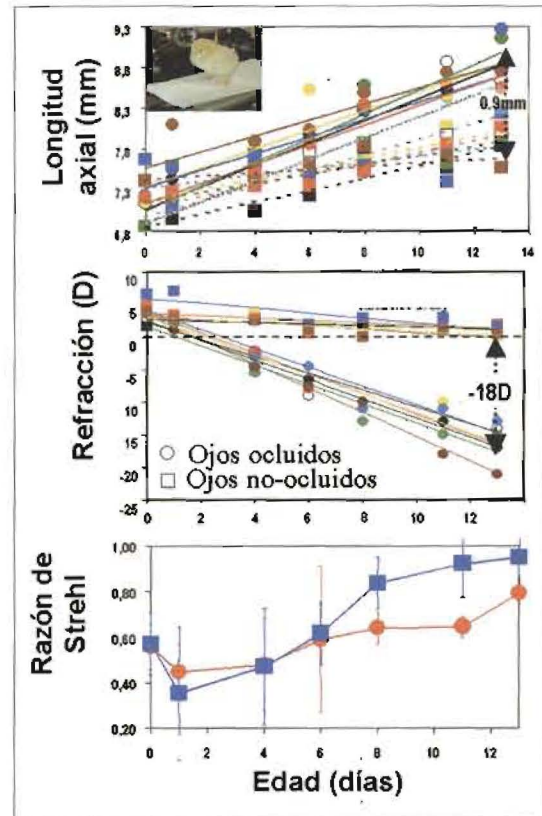 Longitud
axial (mm)
9,3
8,8
8,3
7,8
7,3
6,8
0,9mm
0 2 4 6 8 10 12 14
Refracción (D)
10
5
0
-5
-10
-15
-20
-25
-18D
Ojos ocluidos
Ojos no-ocluidos
0 2 4 6 8 10 12
Razón de
Strehl
1,00
0,80
0,60
0,40
0,20
0 2 4 6 8 10 12
Edad (días)